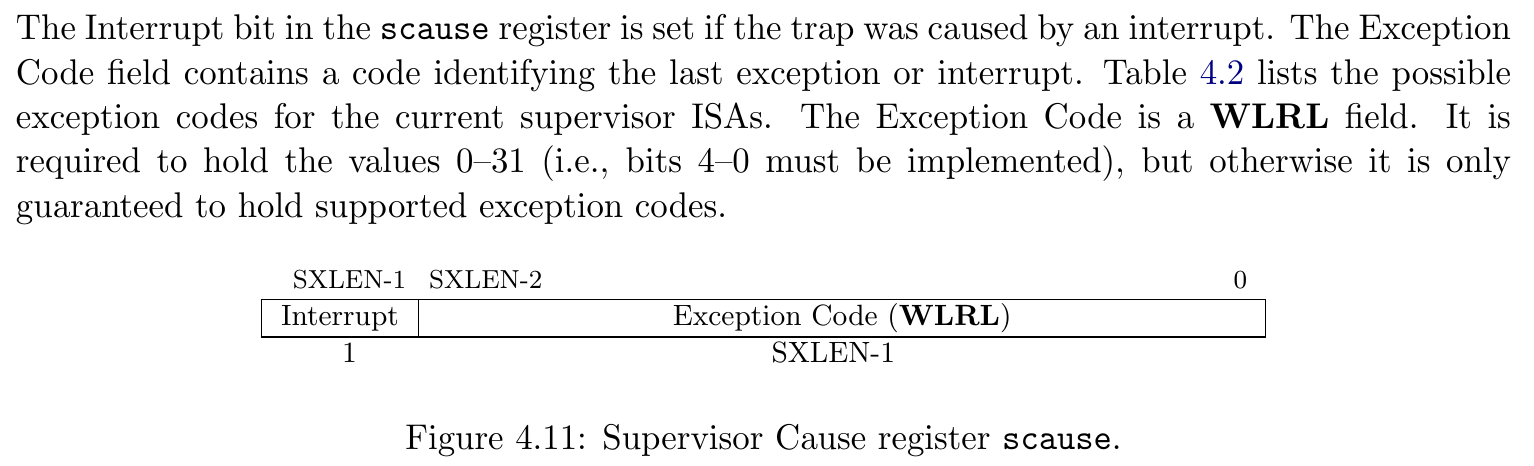 The Interrupt bit in the scause register is set if the trap was caused by an interrupt. The Exception
Code field contains a code identifying the last exception or interrupt. Table 4.2 lists the possible
exception codes for the current supervisor ISAs. The Exception Code is a WLRL field. It is
required to hold the values 0–31 (i.e., bits 4–0 must be implemented), but otherwise it is only
guaranteed to hold supported exception codes.
SXLEN-1 SXLEN-2 0
Interrupt Exception Code (WLRL)
1 SXLEN-1
Figure 4.11: Supervisor Cause register scause.